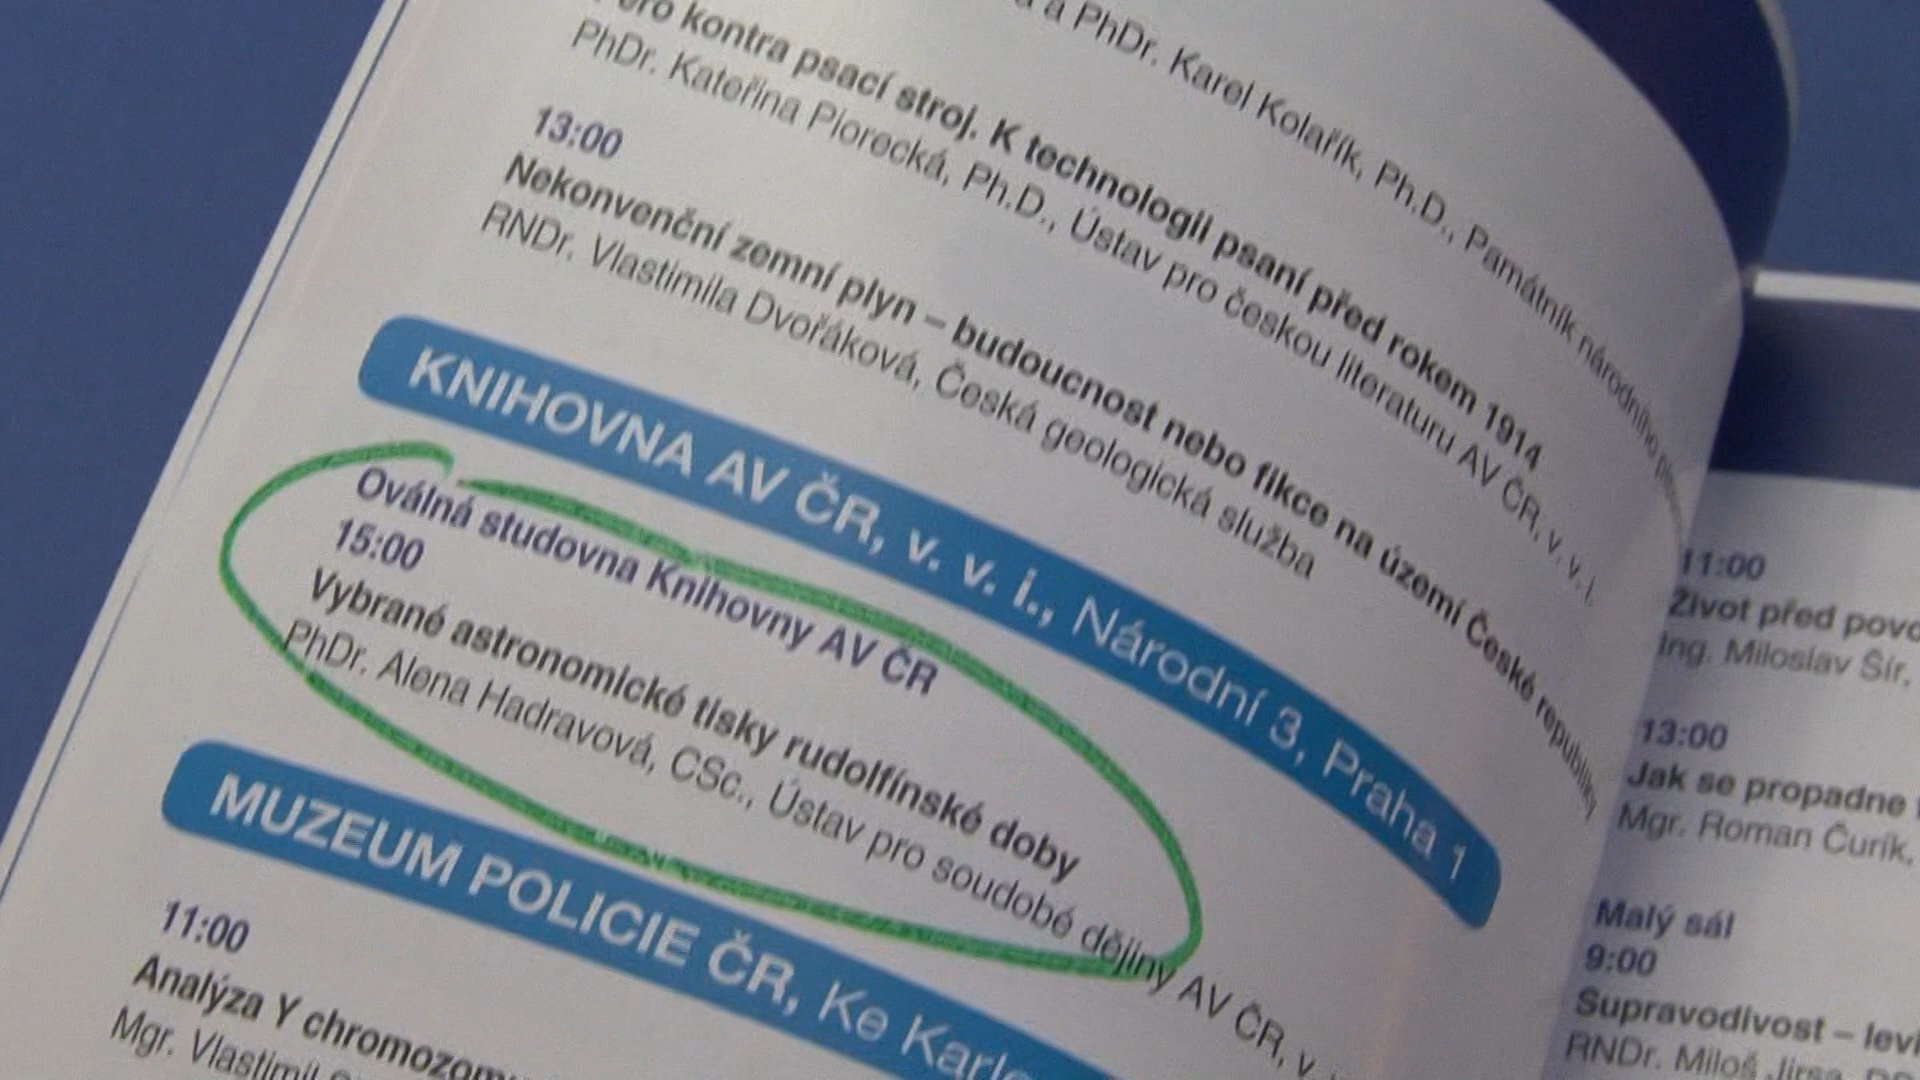 a PhDr. Karel Kolařík, Ph.D., Památník národního
kontra psací stroj. K technologii psaní před rokem 1914
PhDr. Kateřina Piorecká, Ph.D., Ústav pro českou literaturu AV ČR, v. v. i.
13:00
Nekonvenční zemní plyn – budoucnost nebo fikce na území České republiky
RNDr. Vlastimila Dvořáková, Česká geologická služba
KNIHOVNA AV ČR, v. v. i., Národní 3, Praha 1
Oválná studovna Knihovny AV ČR
15:00
Vybrané astronomické tisky rudolfínské doby
PhDr. Alena Hadravová, CSc., Ústav pro soudobé dějiny AV ČR, v.
MUZEUM POLICIE ČR, Ke Karlo
11:00
Analýza Y chromozomu
Mgr. Vlastimil
11:00
Život před povo
Ing. Miloslav Šír,
13:00
Jak se propadne
Mgr. Roman Čurík,
Malý sál
9:00
Supravodivost – levi
RNDr. Miloš Jirsa,